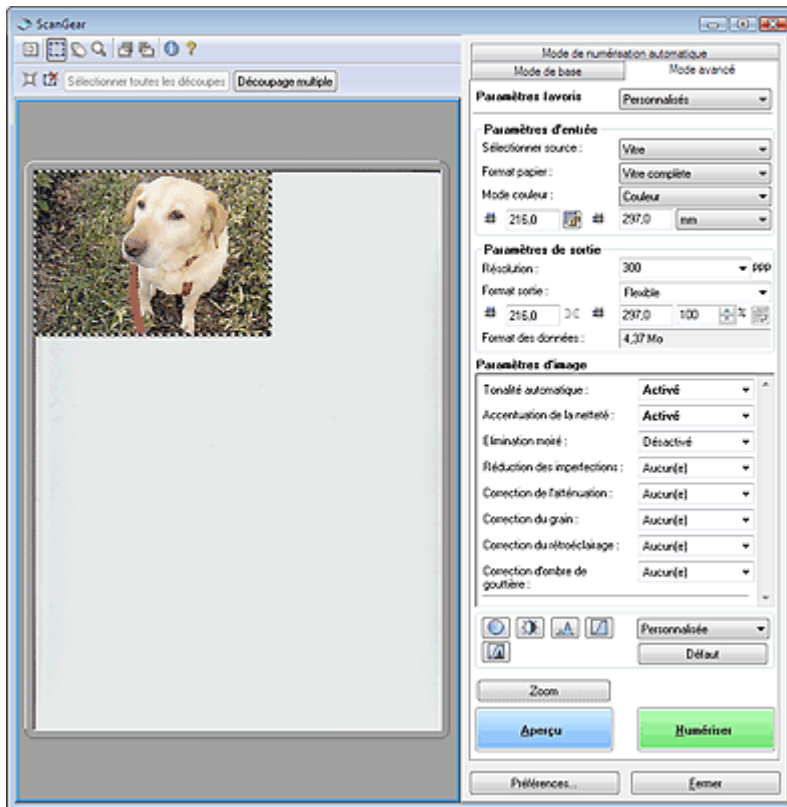 ScanGear
Sélectionner toutes les découpes Découpage multiple
Mode de numérisation automatique
Mode de base Mode avancé
Paramètres favoris Personnalisés
Paramètres d'entrée
Sélectionner source : Vitre
Format papier : Vitre complète
Mode couleur : Couleur
216,0 297,0 mm
Paramètres de sortie
Résolution : 300 ppp
Format sortie : Flexible
216,0 297,0 100 %
Format des données : 4,37 Mo
Paramètres d'image
Tonalité automatique : Activé
Accentuation de la netteté : Activé
Elimination moiré : Désactivé
Réduction des imperfections : Aucun(e)
Correction de l'atténuation : Aucun(e)
Correction du grain : Aucun(e)
Correction du rétroéclairage : Aucun(e)
Correction d'ombre de gouttière : Aucun(e)
Personnalisée
Défaut
Zoom
Aperçu Numériser
Préférences... Fermer